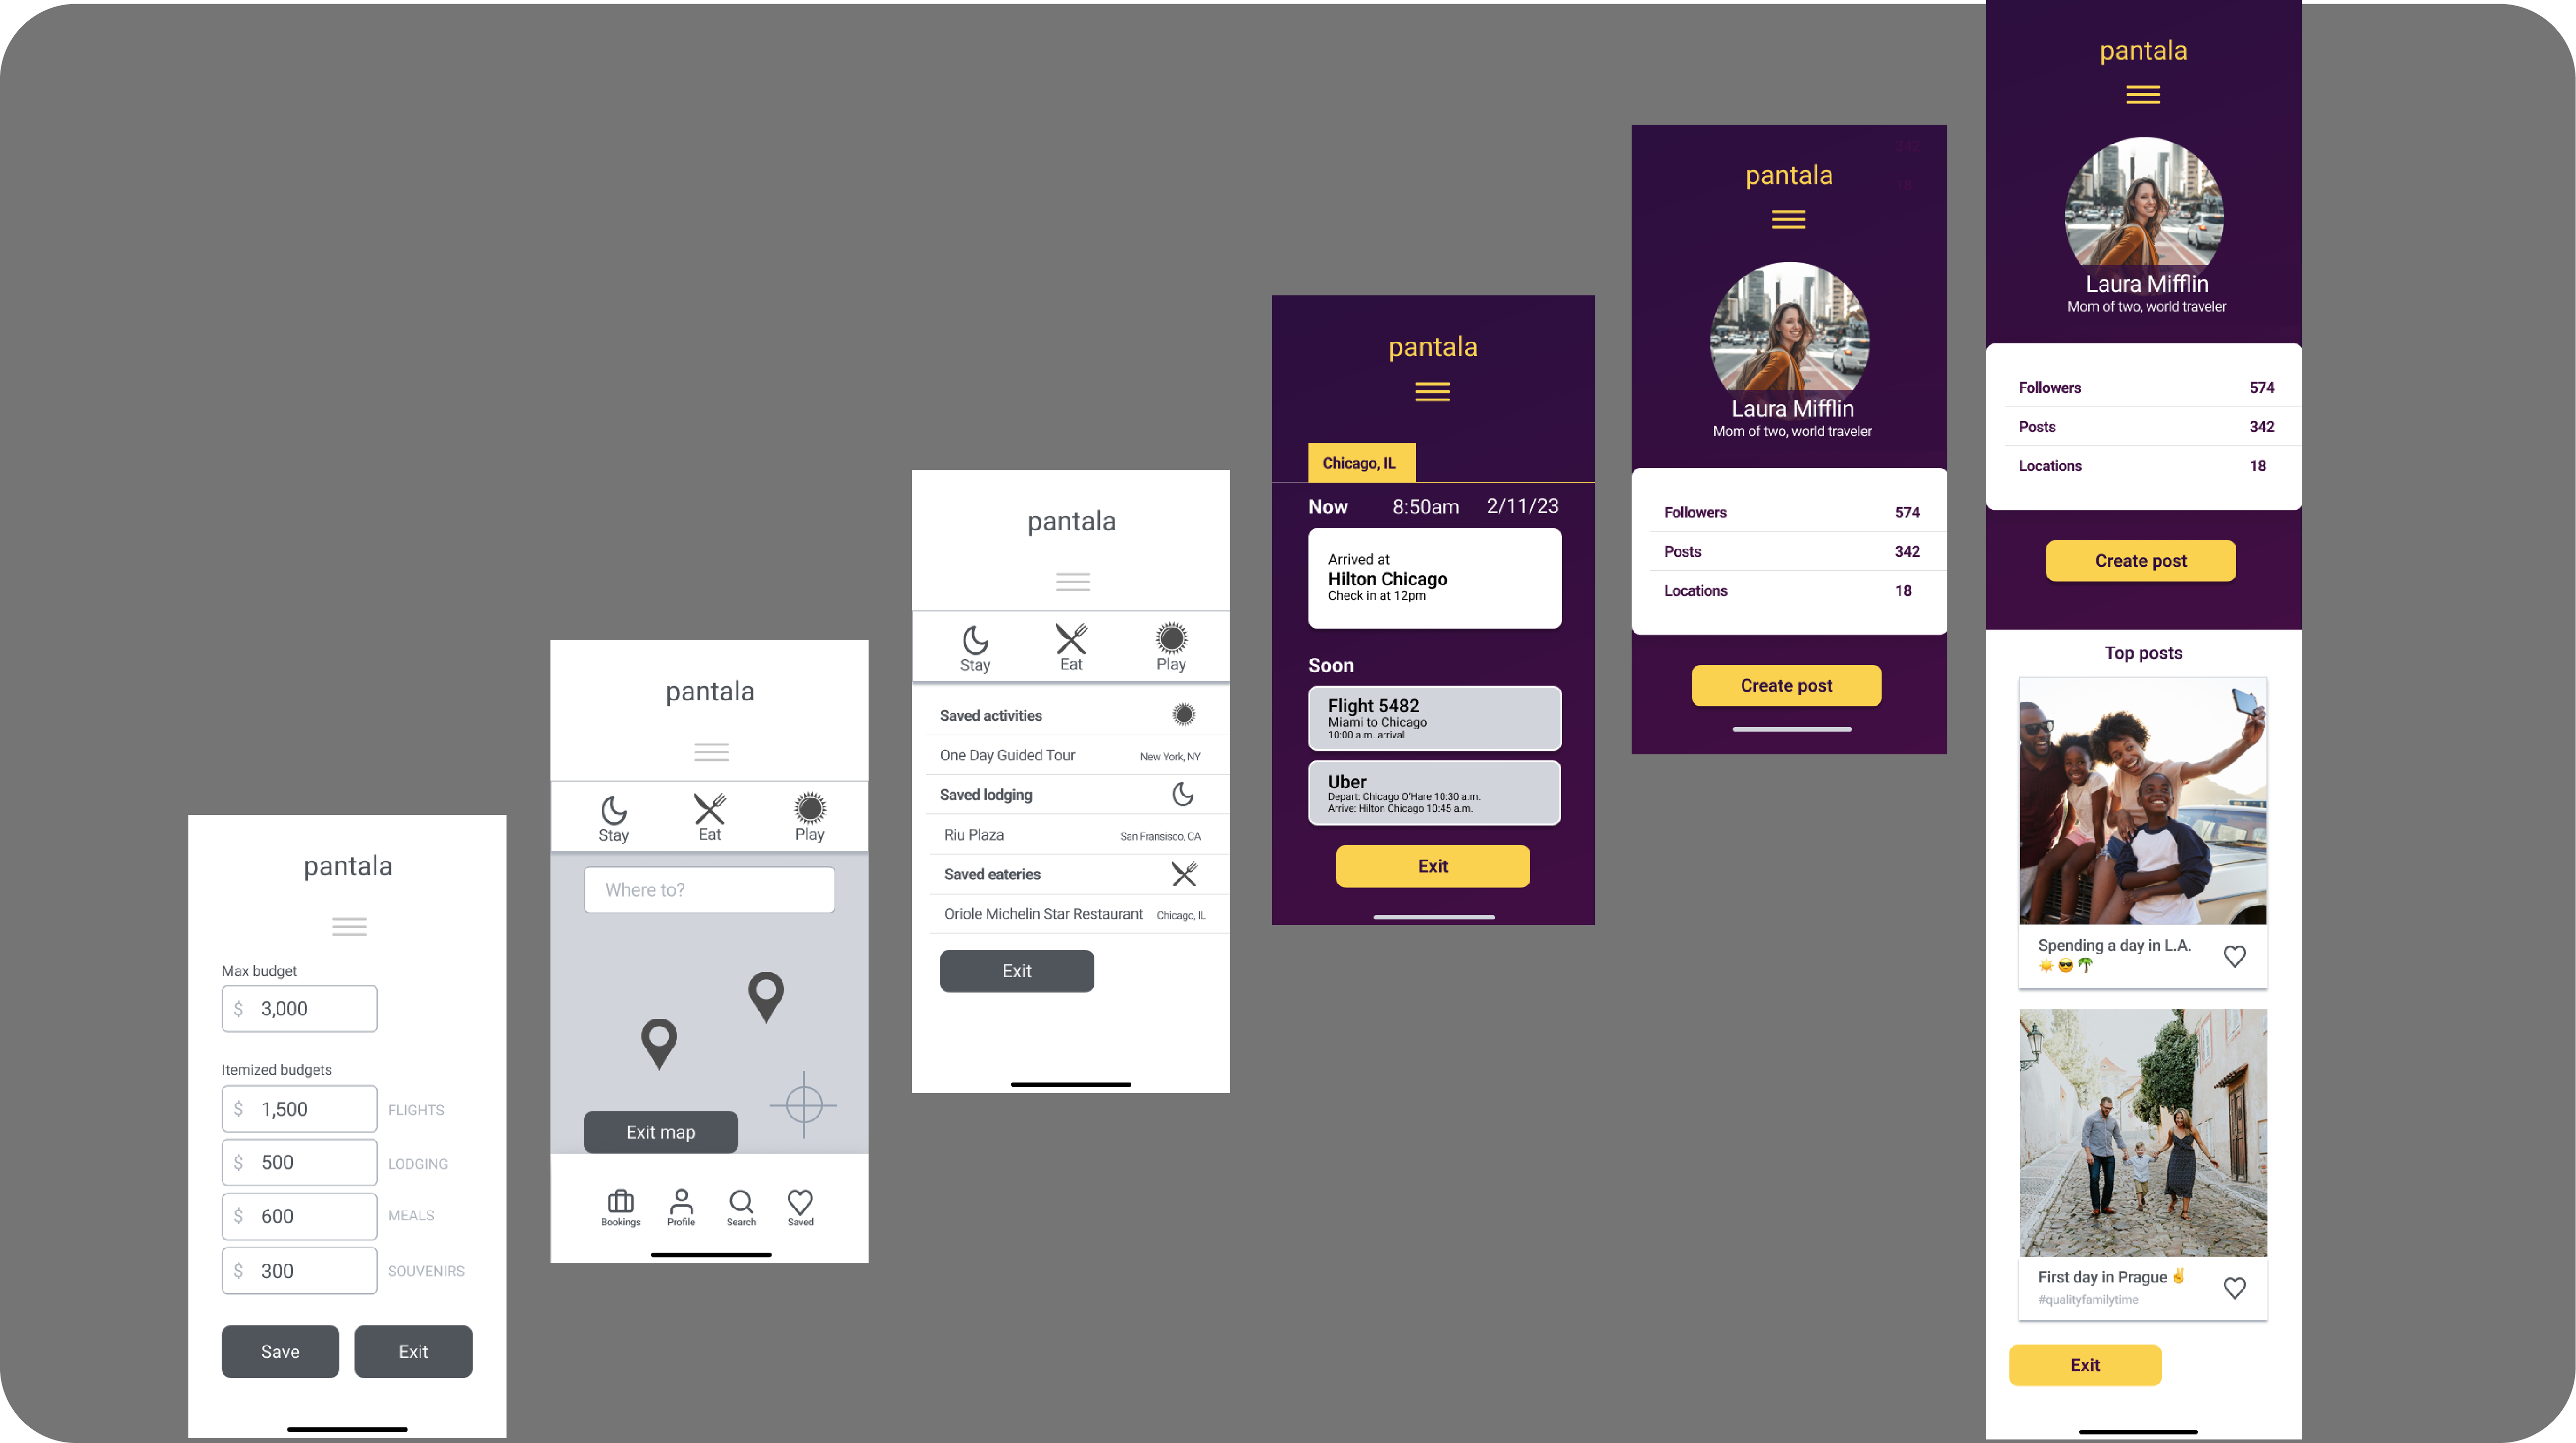 pantala
Max budget
$ 3,000
Itemized budgets
$ 1,500 FLIGHTS
$ 500 LODGING
$ 600 MEALS
$ 300 SOUVENIRS
Save Exit
pantala
Stay Eat Play
Where to?
Exit map
Bookings Profile Search Saved
pantala
Stay Eat Play
Saved activities
One Day Guided Tour New York, NY
Saved lodging
Riu Plaza San Fransisco, CA
Saved eateries
Oriole Michelin Star Restaurant Chicago, IL
Exit
pantala
Chicago, IL
Now 8:50am 2/11/23
Arrived at
Hilton Chicago
Check in at 12pm
Soon
Flight 5482
Miami to Chicago
10:00 a.m. arrival
Uber
Depart: Chicago O'Hare 10:30 a.m.
Arrive: Hilton Chicago 10:45 a.m.
Exit
342
18
pantala
Laura Mifflin
Mom of two, world traveler
Followers 574
Posts 342
Locations 18
Create post
pantala
Laura Mifflin
Mom of two, world traveler
Followers 574
Posts 342
Locations 18
Create post
Top posts
Spending a day in L.A.
☀️😎🌴
First day in Prague ✌️
#qualityfamilytime
Exit